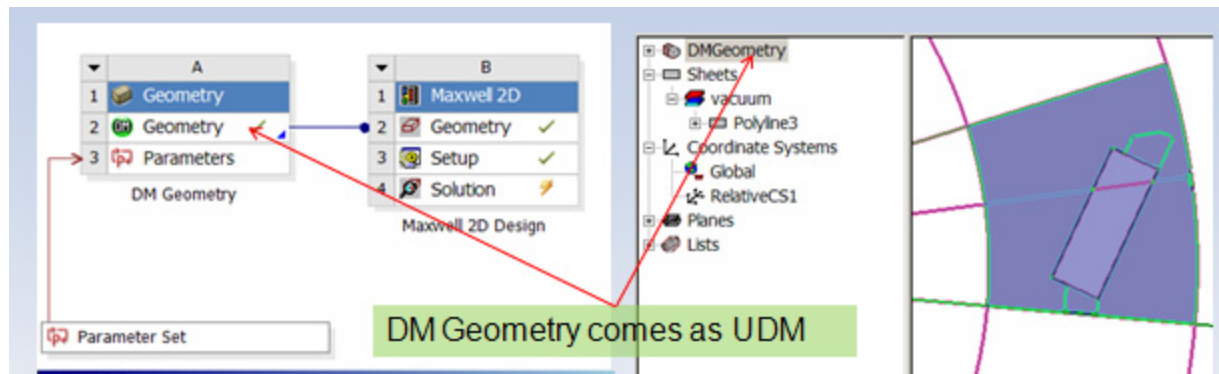 A
1 Geometry
2 Geometry
3 Parameters
DM Geometry
B
1 Maxwell 2D
2 Geometry
3 Setup
4 Solution
Maxwell 2D Design
Parameter Set
DMGeometry
Sheets
vacuum
Polyline3
Coordinate Systems
Global
RelativeCS1
Planes
Lists
DM Geometry comes as UDM